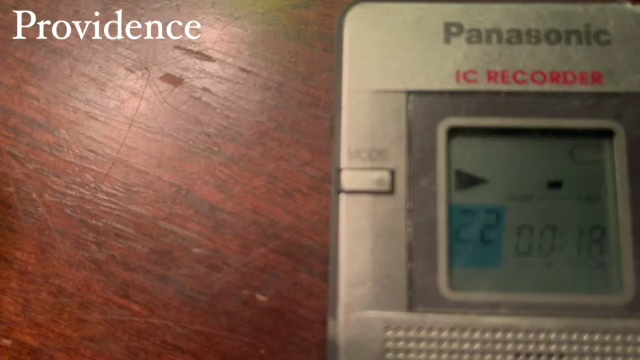 Providence
Panasonic
IC RECORDER
MODE
22
00:18